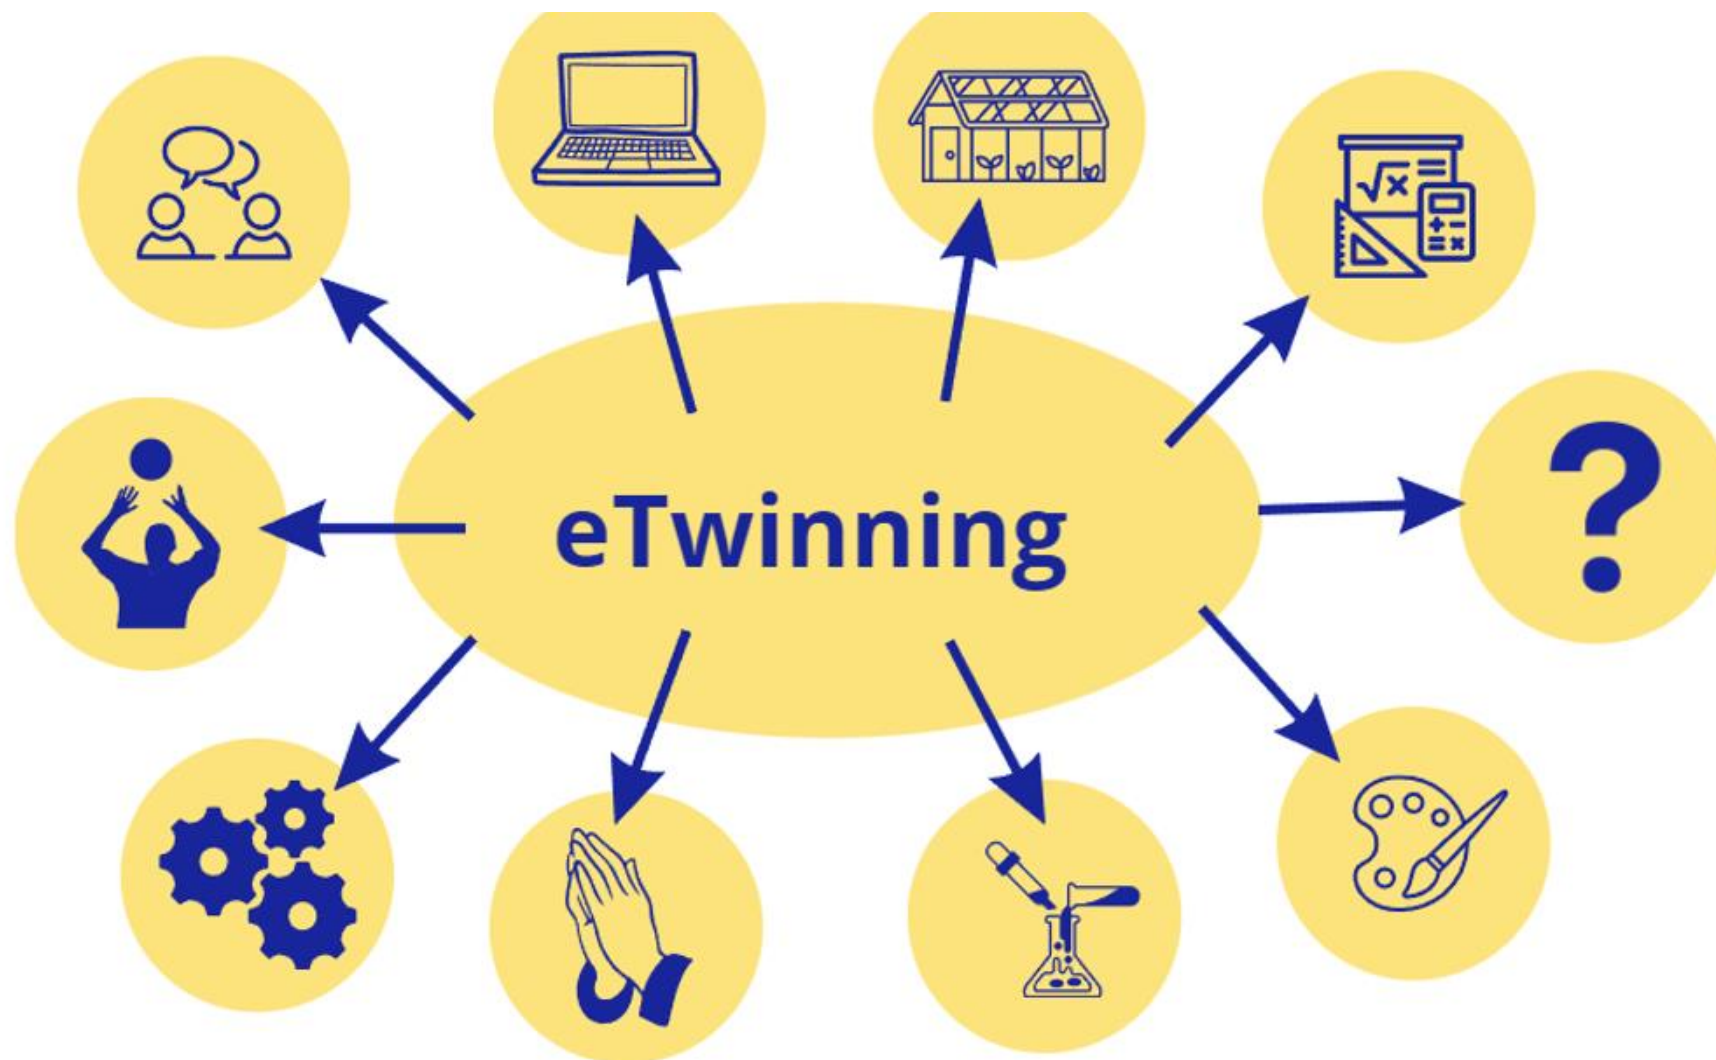 √x =
+ -
= x
eTwinning
?